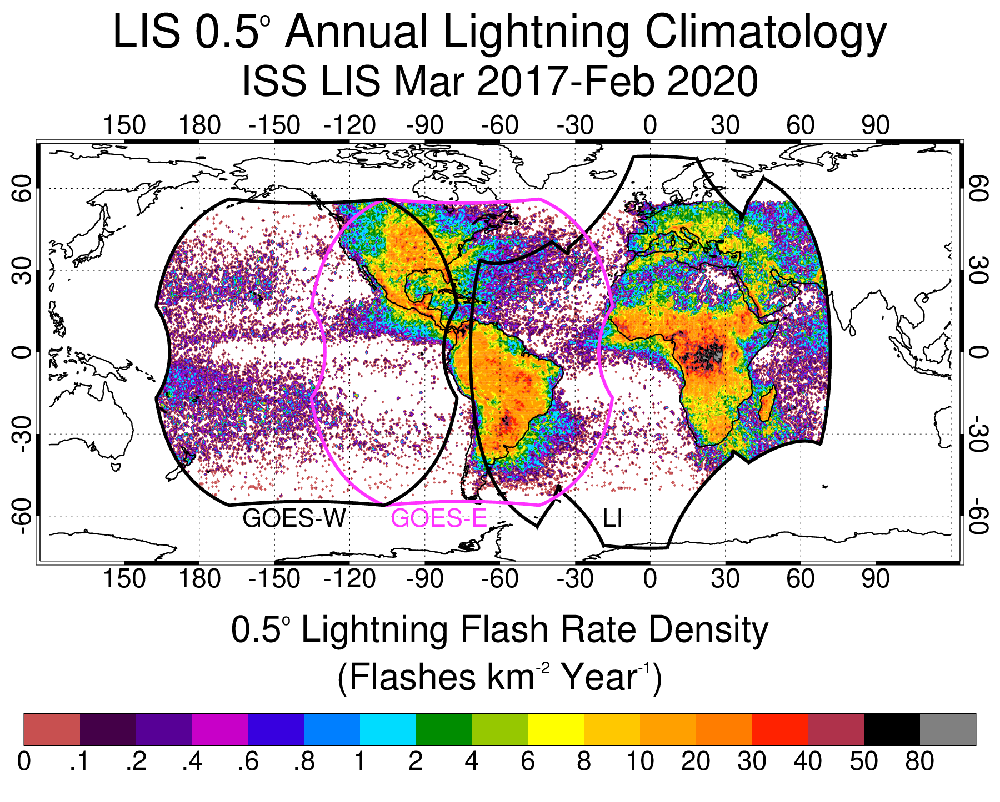 LIS 0.5° Annual Lightning Climatology
ISS LIS Mar 2017-Feb 2020
150 180 -150 -120 -90 -60 -30 0 30 60 90
60 60
30 30
0 0
-30 -30
-60 -60
GOES-W GOES-E LI
150 180 -150 -120 -90 -60 -30 0 30 60 90
0.5° Lightning Flash Rate Density
(Flashes km⁻² Year⁻¹)
0 .1 .2 .4 .6 .8 1 2 4 6 8 10 20 30 40 50 80